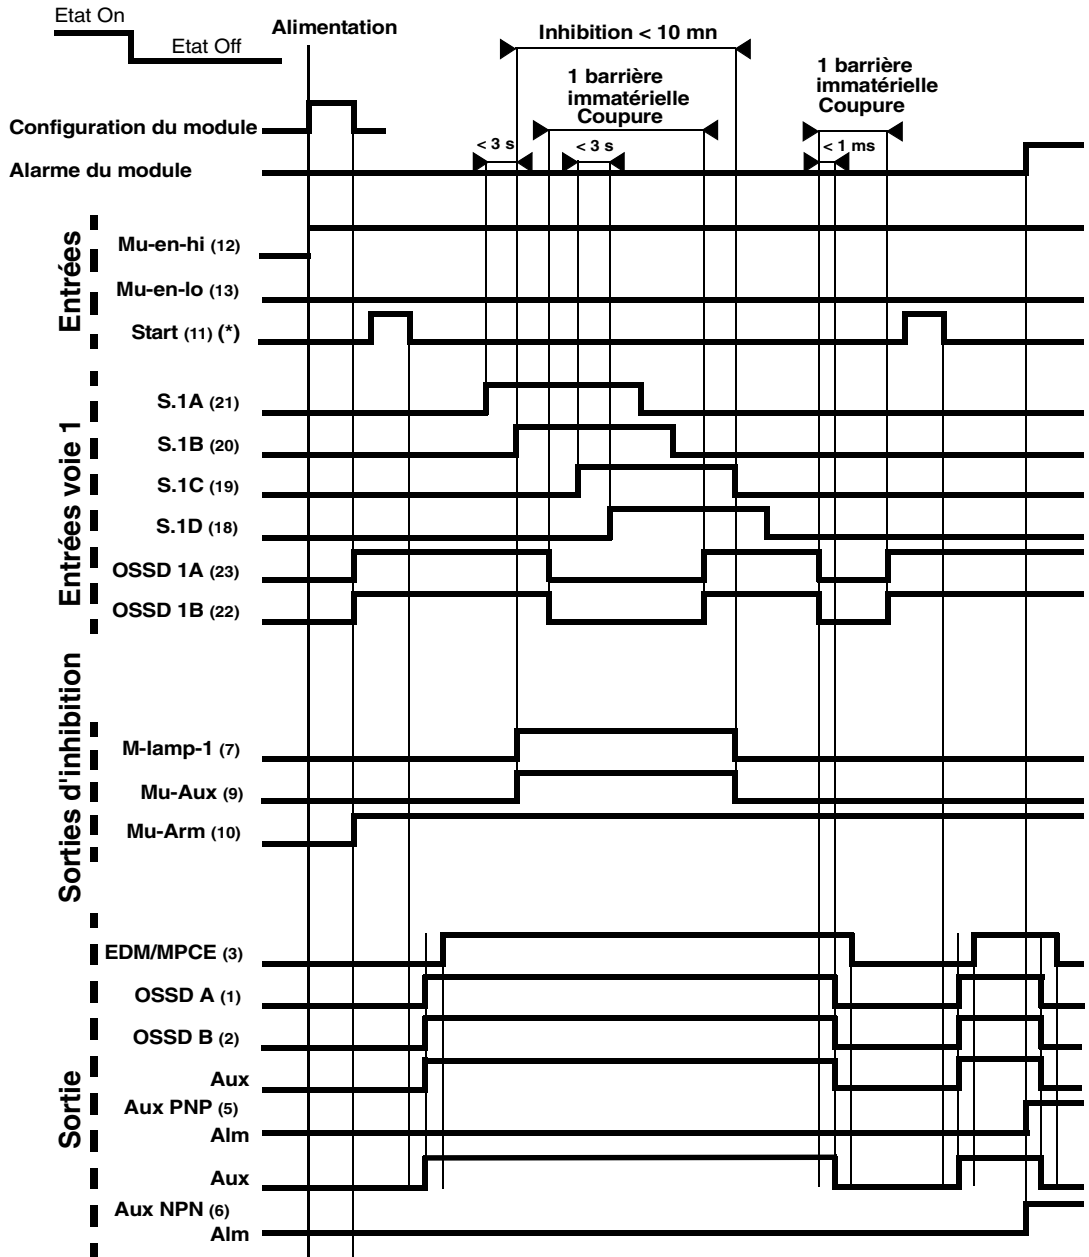 Etat On
Etat Off
Alimentation
Inhibition < 10 mn
1 barrière
immatérielle
Coupure
1 barrière
immatérielle
Coupure
Configuration du module
< 3 s
< 3 s
< 1 ms
Alarme du module
Entrées
Mu-en-hi (12)
Mu-en-lo (13)
Start (11) (*)
Entrées voie 1
S.1A (21)
S.1B (20)
S.1C (19)
S.1D (18)
OSSD 1A (23)
OSSD 1B (22)
Sorties d'inhibition
M-lamp-1 (7)
Mu-Aux (9)
Mu-Arm (10)
Sortie
EDM/MPCE (3)
OSSD A (1)
OSSD B (2)
Aux
Aux PNP (5)
Alm
Aux
Aux NPN (6)
Alm